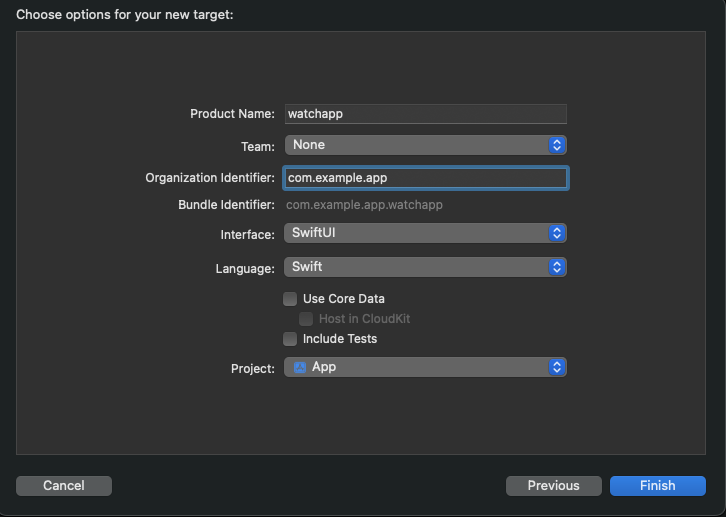 Choose options for your new target:
Product Name: watchapp
Team: None
Organization Identifier: com.example.app
Bundle Identifier: com.example.app.watchapp
Interface: SwiftUI
Language: Swift
Use Core Data
Host in CloudKit
Include Tests
Project: App
Cancel Previous Finish